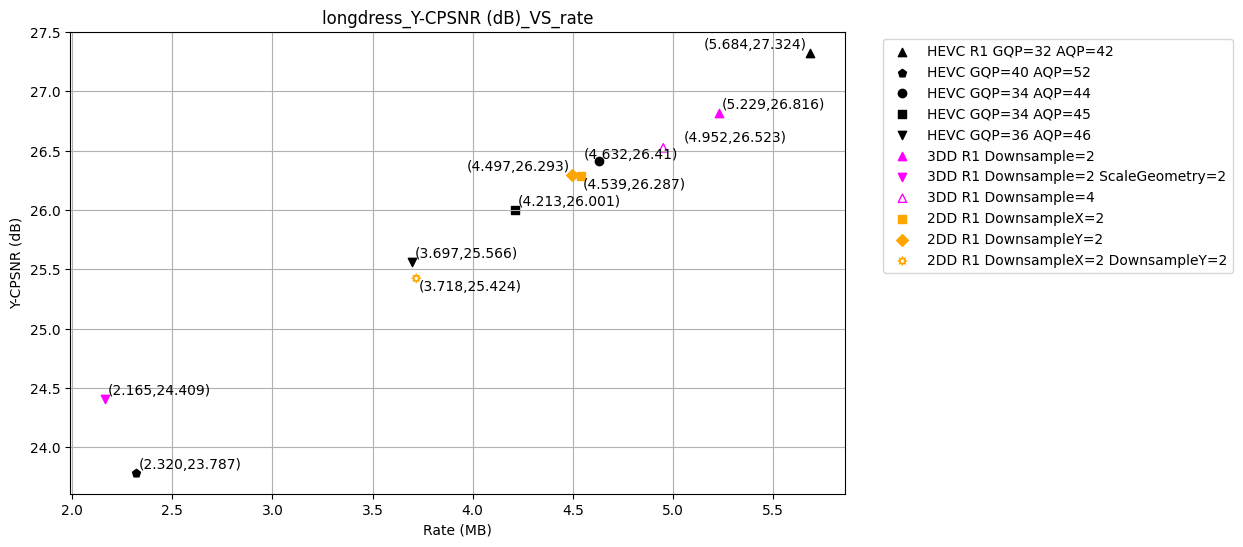 longdress_Y-CPSNR (dB)_VS_rate
27.5
27.0
26.5
26.0
25.5
25.0
24.5
24.0
Y-CPSNR (dB)
(5.684,27.324)
(5.229,26.816)
(4.952,26.523)
(4.632,26.41)
(4.497,26.293)
(4.539,26.287)
(4.213,26.001)
(3.697,25.566)
(3.718,25.424)
(2.165,24.409)
(2.320,23.787)
2.0 2.5 3.0 3.5 4.0 4.5 5.0 5.5
Rate (MB)
HEVC R1 GQP=32 AQP=42
HEVC GQP=40 AQP=52
HEVC GQP=34 AQP=44
HEVC GQP=34 AQP=45
HEVC GQP=36 AQP=46
3DD R1 Downsample=2
3DD R1 Downsample=2 ScaleGeometry=2
3DD R1 Downsample=4
2DD R1 DownsampleX=2
2DD R1 DownsampleY=2
2DD R1 DownsampleX=2 DownsampleY=2